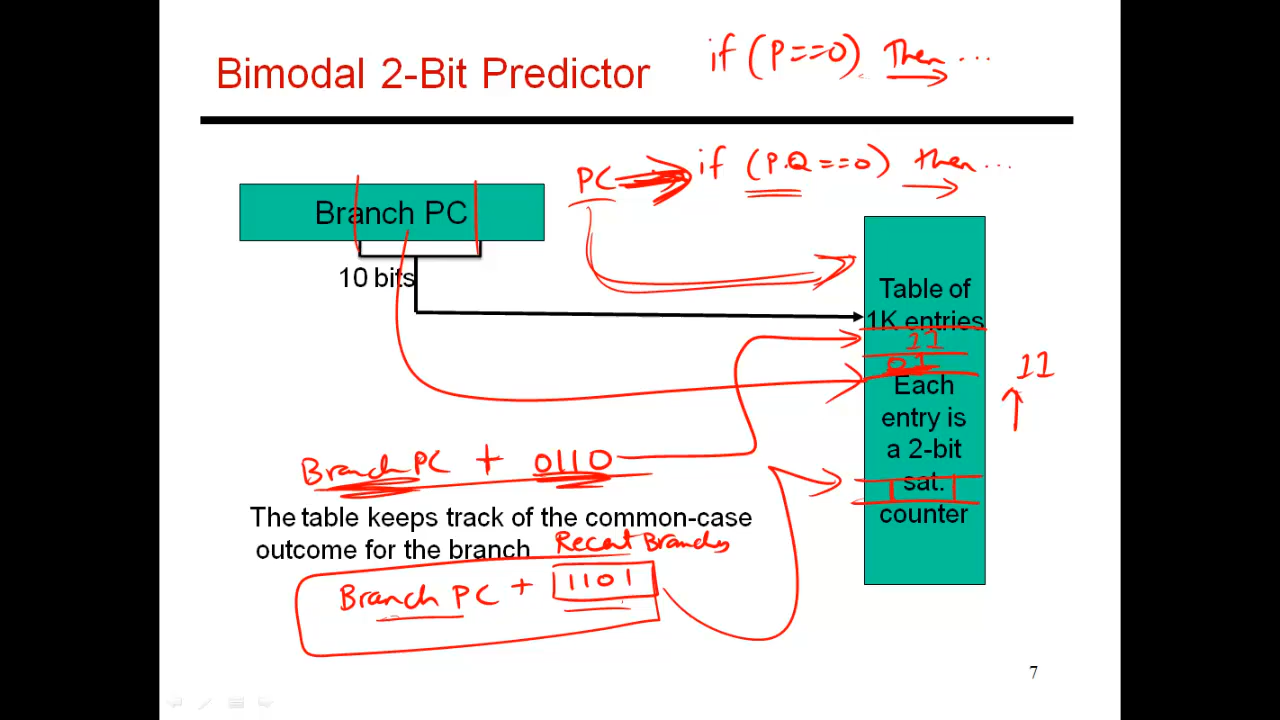 if (P==0) Then ...
Bimodal 2-Bit Predictor
PC if (P.Q==0) then ...
Branch PC
10 bits
Table of
1K entries
11
01
Each
entry is
a 2-bit
sat.
counter
11
Branch PC + 0110
The table keeps track of the common-case
outcome for the branch
Recent Branches
Branch PC + 1101
7